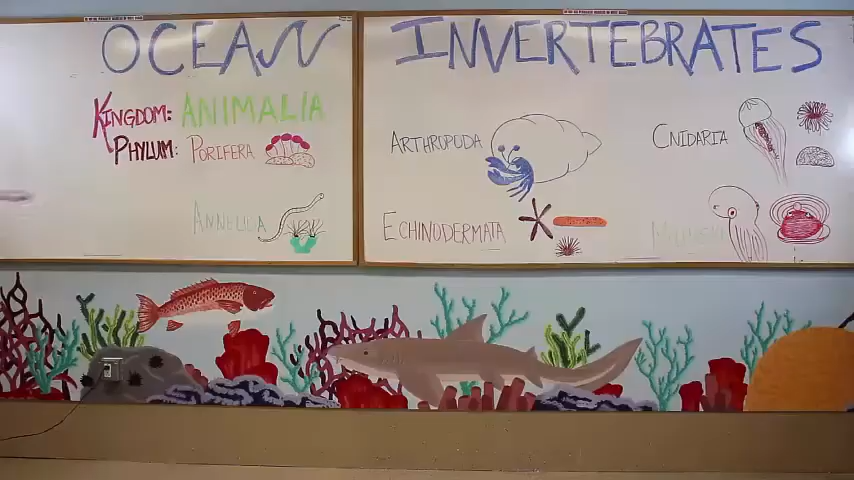 OCEAN INVERTEBRATES
KINGDOM: ANIMALIA
PHYLUM: PORIFERA
ANNELIDA
ARTHROPODA
CNIDARIA
ECHINODERMATA